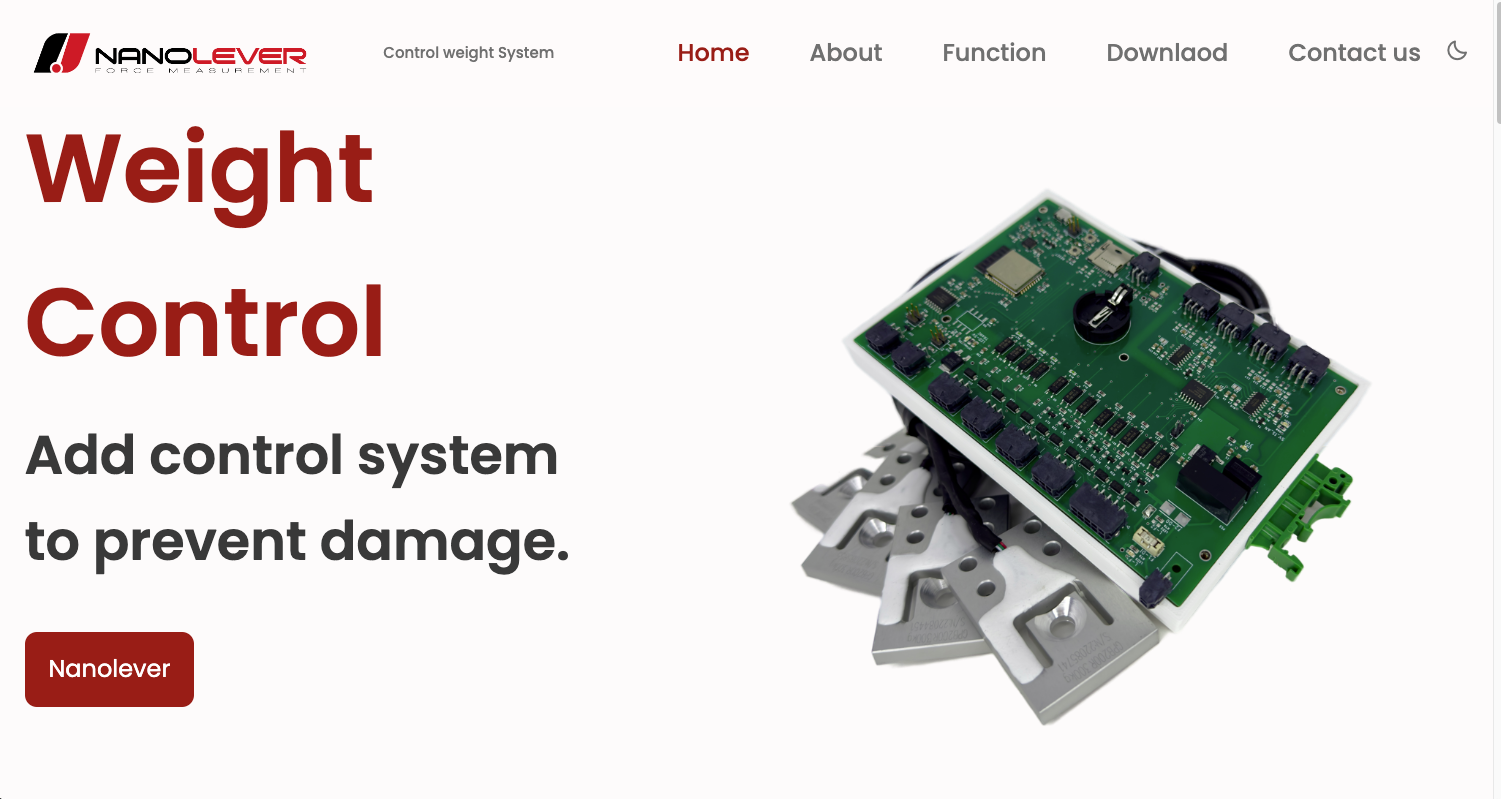 NANOLEVER
FORCE MEASUREMENT
Control weight System
Home
About
Function
Downlaod
Contact us
Weight
Control
Add control system
to prevent damage.
Nanolever